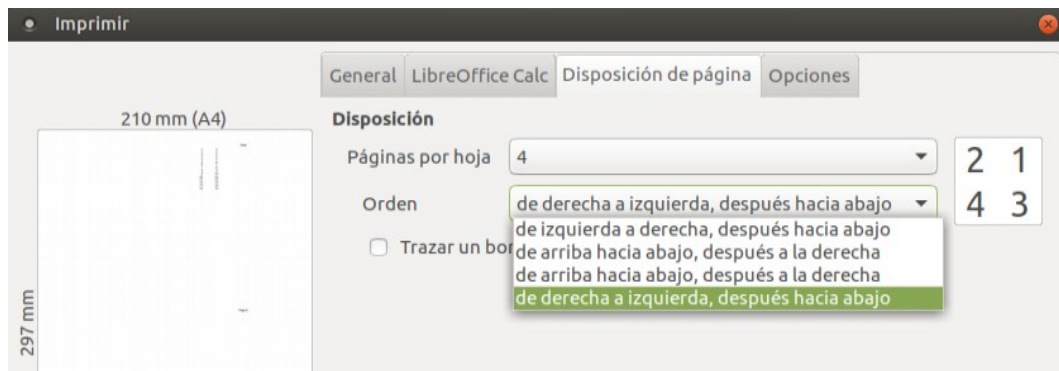 Imprimir
General LibreOffice Calc Disposición de página Opciones
210 mm (A4)
297 mm
Disposición
Páginas por hoja 4
Orden de derecha a izquierda, después hacia abajo
de izquierda a derecha, después hacia abajo
de arriba hacia abajo, después a la derecha
de arriba hacia abajo, después a la derecha
de derecha a izquierda, después hacia abajo
Trazar un
2 1
4 3